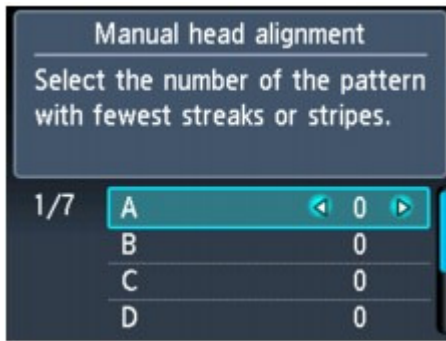 Manual head alignment
Select the number of the pattern
with fewest streaks or stripes.
1/7 A 0
B 0
C 0
D 0